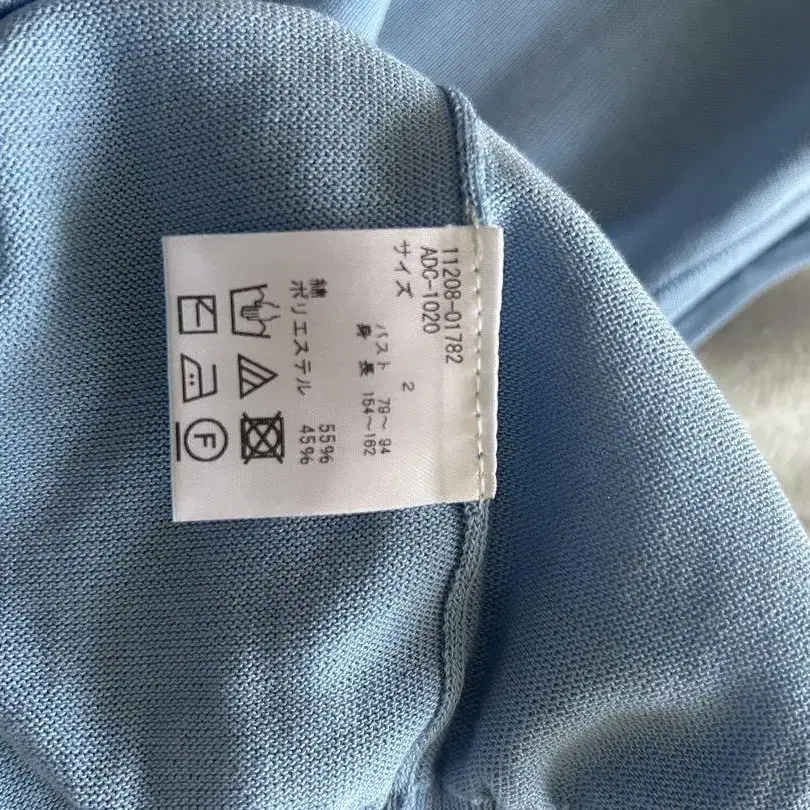 11208-01782
ADC-1020
サイズ
2
バスト 79〜 94
身 長 154〜162
綿 55%
ポリエステル 45%
F